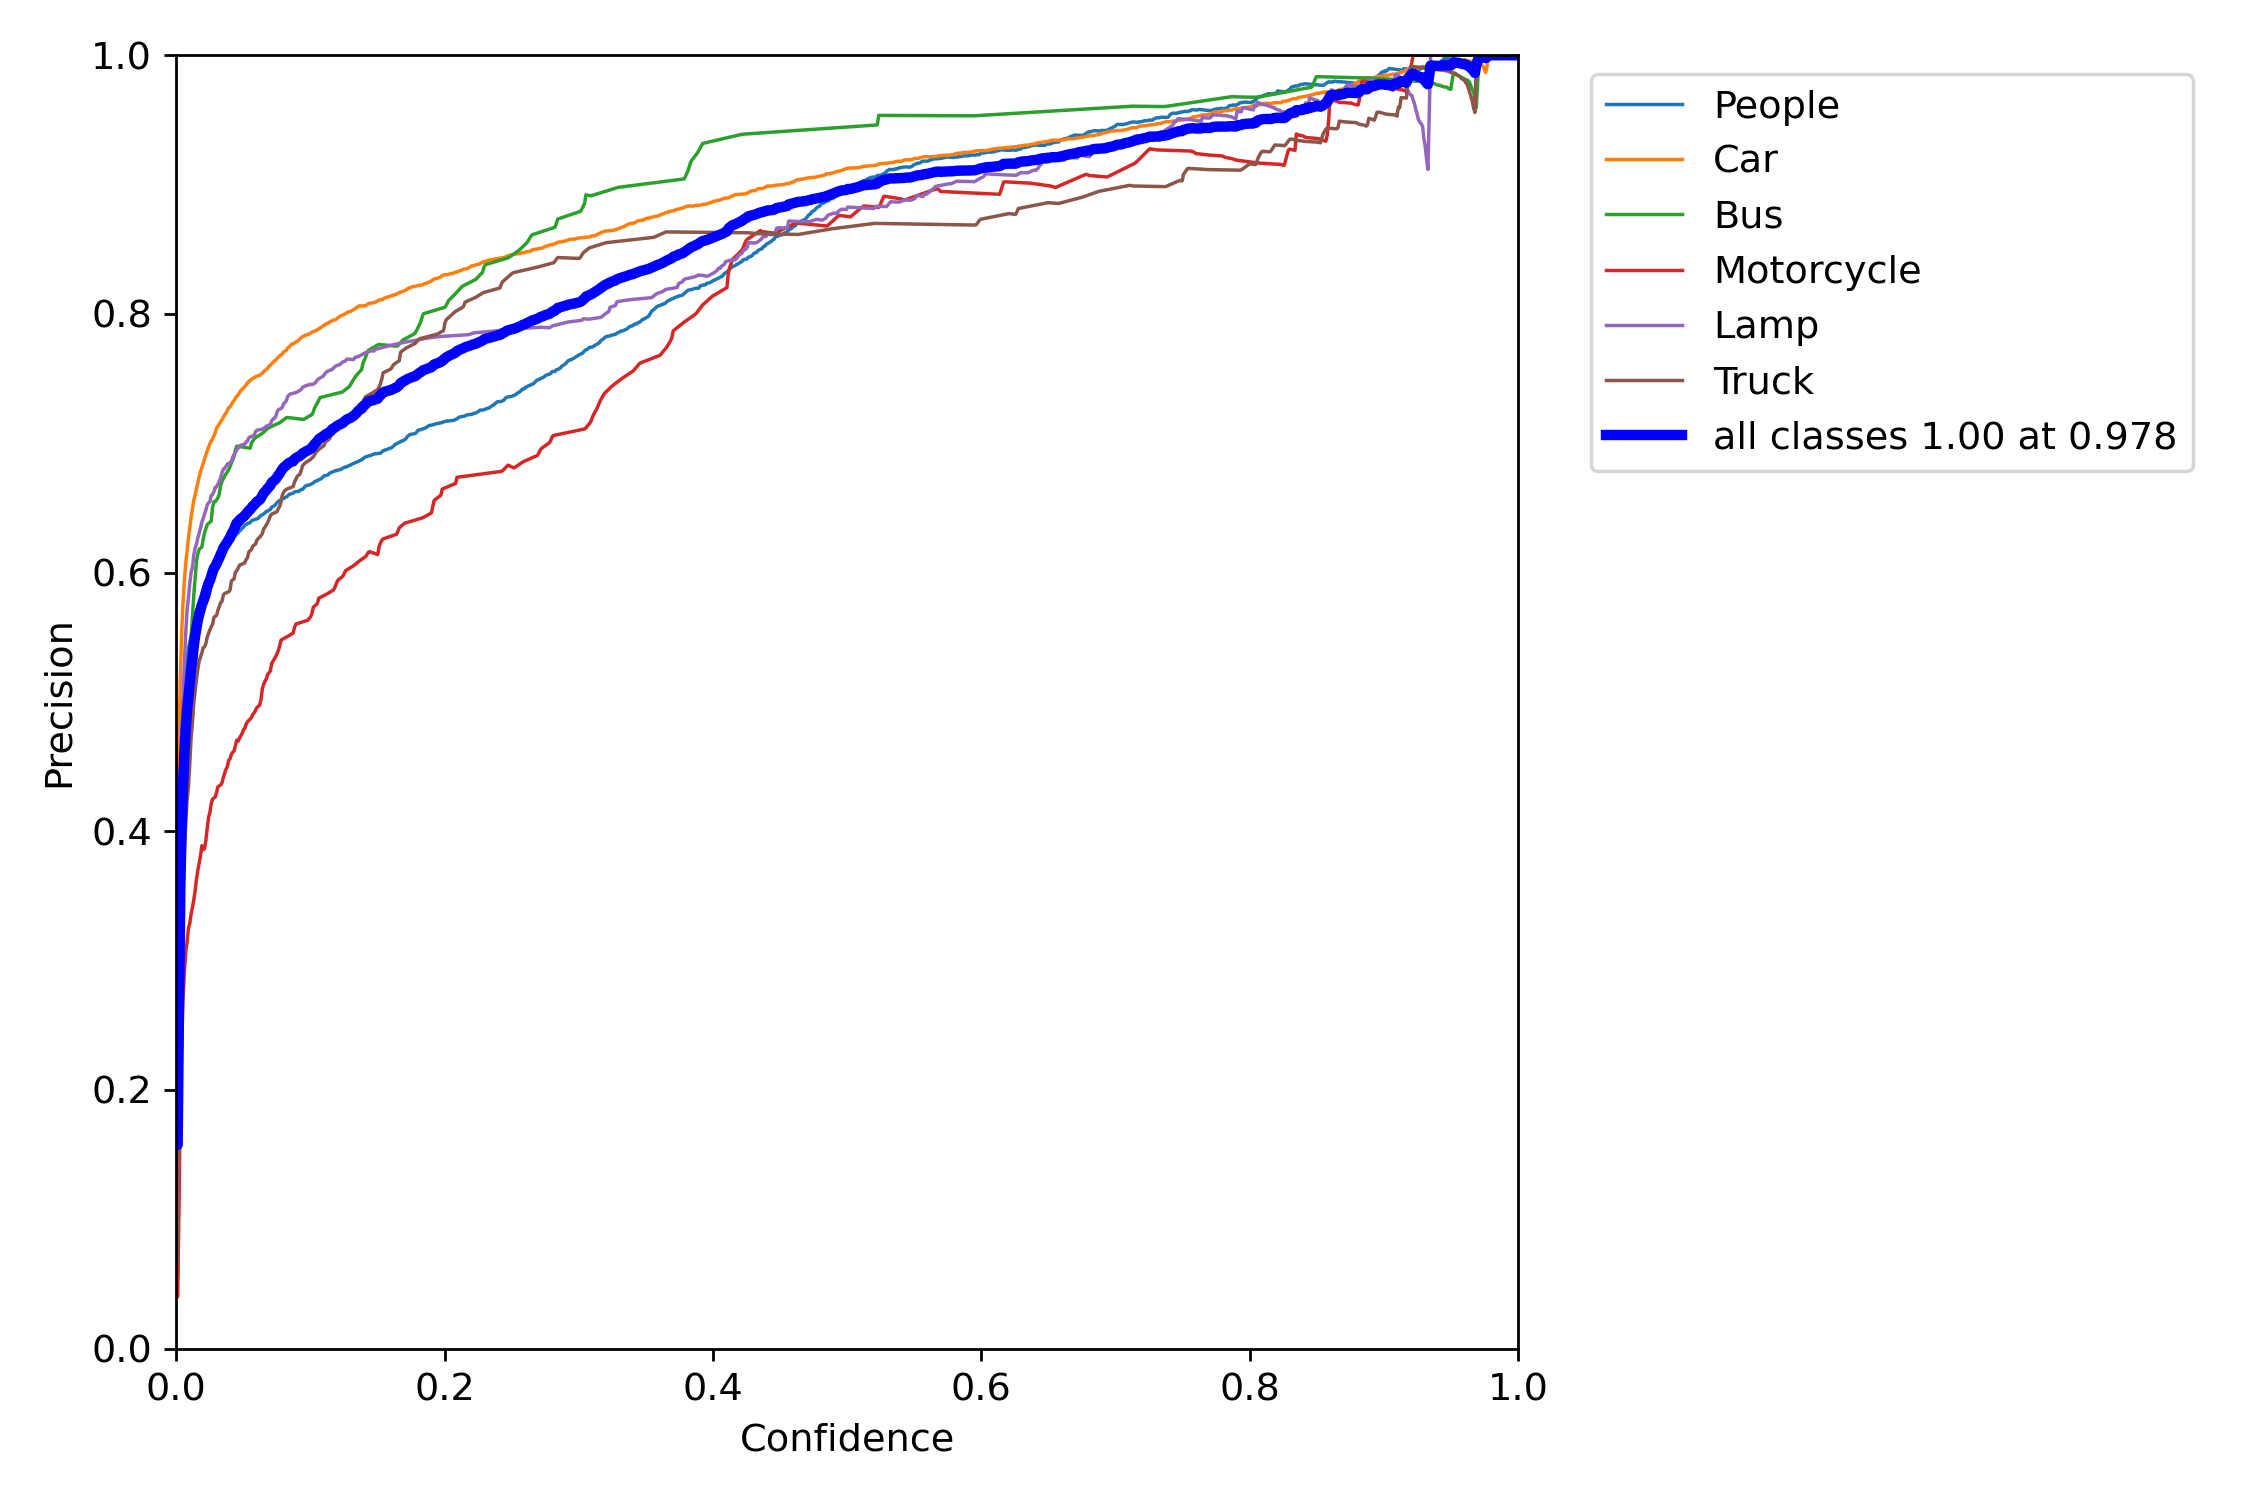 1.0
0.8
0.6
0.4
0.2
0.0
0.0 0.2 0.4 0.6 0.8 1.0
Precision
Confidence
People
Car
Bus
Motorcycle
Lamp
Truck
all classes 1.00 at 0.978